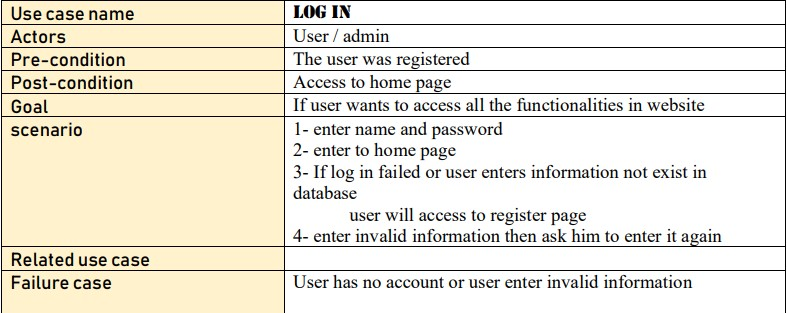 Use case name LOG IN
Actors User / admin
Pre-condition The user was registered
Post-condition Access to home page
Goal If user wants to access all the functionalities in website
scenario 1- enter name and password
2- enter to home page
3- If log in failed or user enters information not exist in
database
user will access to register page
4- enter invalid information then ask him to enter it again
Related use case
Failure case User has no account or user enter invalid information